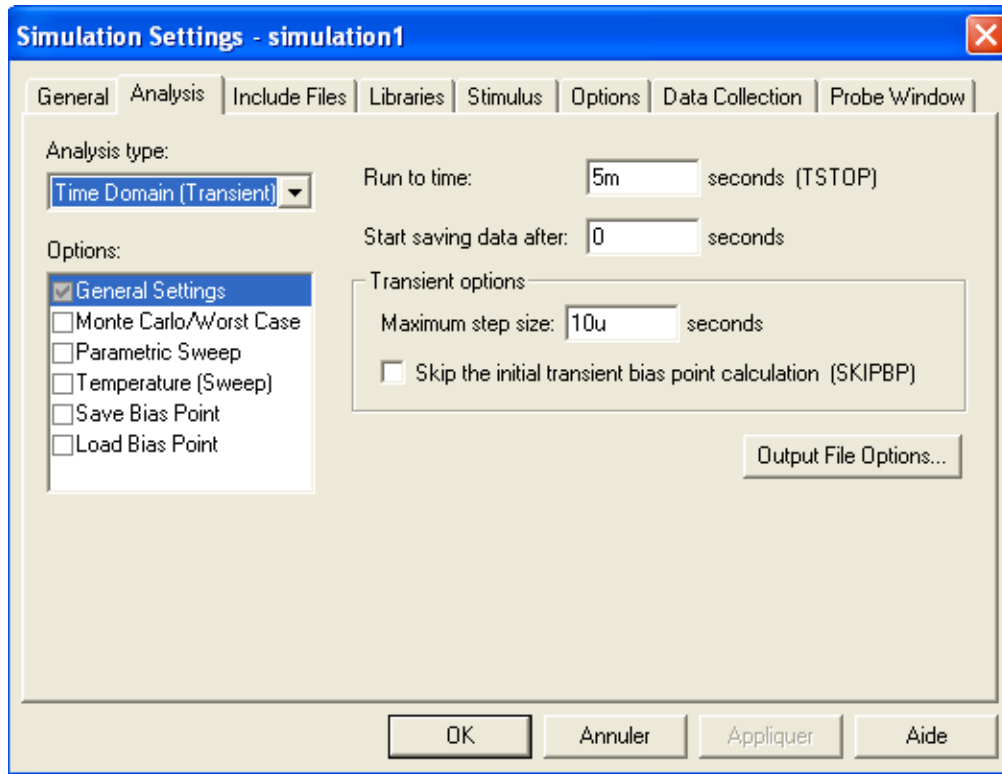 Simulation Settings - simulation1
General Analysis Include Files Libraries Stimulus Options Data Collection Probe Window
Analysis type:
Time Domain (Transient)
Options:
General Settings
Monte Carlo/Worst Case
Parametric Sweep
Temperature (Sweep)
Save Bias Point
Load Bias Point
Run to time: 5m seconds (TSTOP)
Start saving data after: 0 seconds
Transient options
Maximum step size: 10u seconds
Skip the initial transient bias point calculation (SKIPBP)
Output File Options...
OK Annuler Appliquer Aide